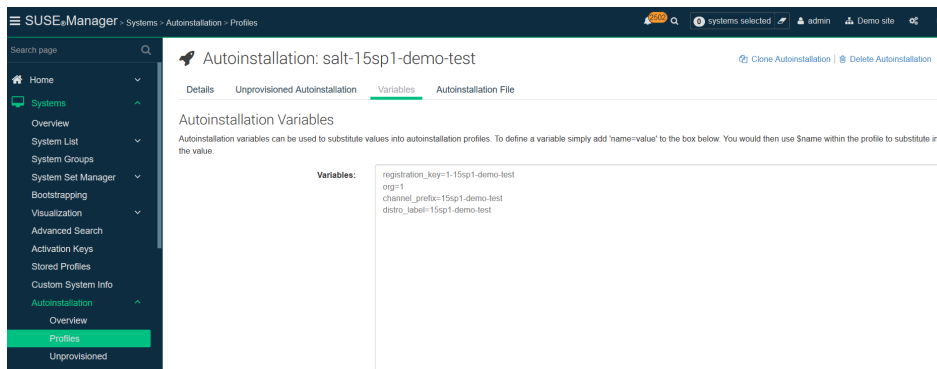 SUSE Manager > Systems > Autoinstallation > Profiles
2502
0 systems selected
admin
Demo site
Search page
Home
Systems
Overview
System List
System Groups
System Set Manager
Bootstrapping
Visualization
Advanced Search
Activation Keys
Stored Profiles
Custom System Info
Autoinstallation
Overview
Profiles
Unprovisioned
Autoinstallation: salt-15sp1-demo-test
Clone Autoinstallation | Delete Autoinstallation
Details Unprovisioned Autoinstallation Variables Autoinstallation File
Autoinstallation Variables
Autoinstallation variables can be used to substitute values into autoinstallation profiles. To define a variable simply add 'name=value' to the box below. You would then use $name within the profile to substitute in
the value.
Variables:
registration_key=1-15sp1-demo-test
org=1
channel_prefix=15sp1-demo-test
distro_label=15sp1-demo-test